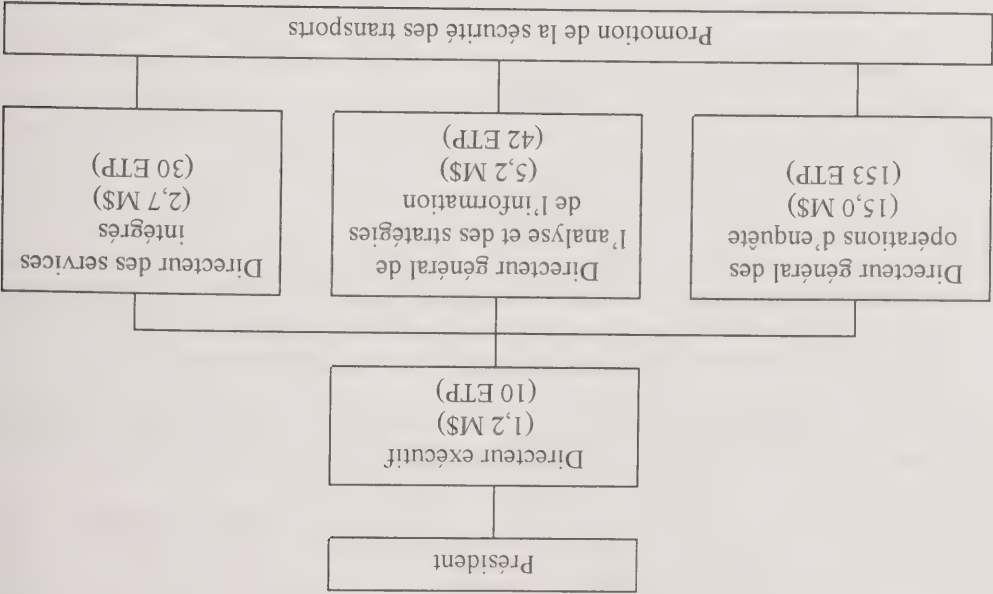 Président
Directeur exécutif
(1,2 M$)
(10 ETP)
Directeur général des
opérations d'enquête
(15,0 M$)
(153 ETP)
Directeur général de
l'analyse et des stratégies
de l'information
(5,2 M$)
(42 ETP)
Directeur des services
intégrés
(2,7 M$)
(30 ETP)
Promotion de la sécurité des transports